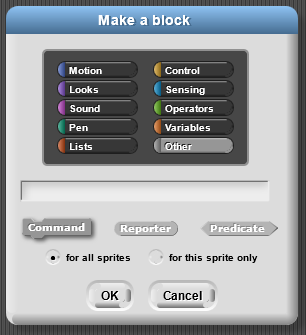 Make a block
Motion Control
Looks Sensing
Sound Operators
Pen Variables
Lists Other
Command Reporter Predicate
for all sprites for this sprite only
OK Cancel